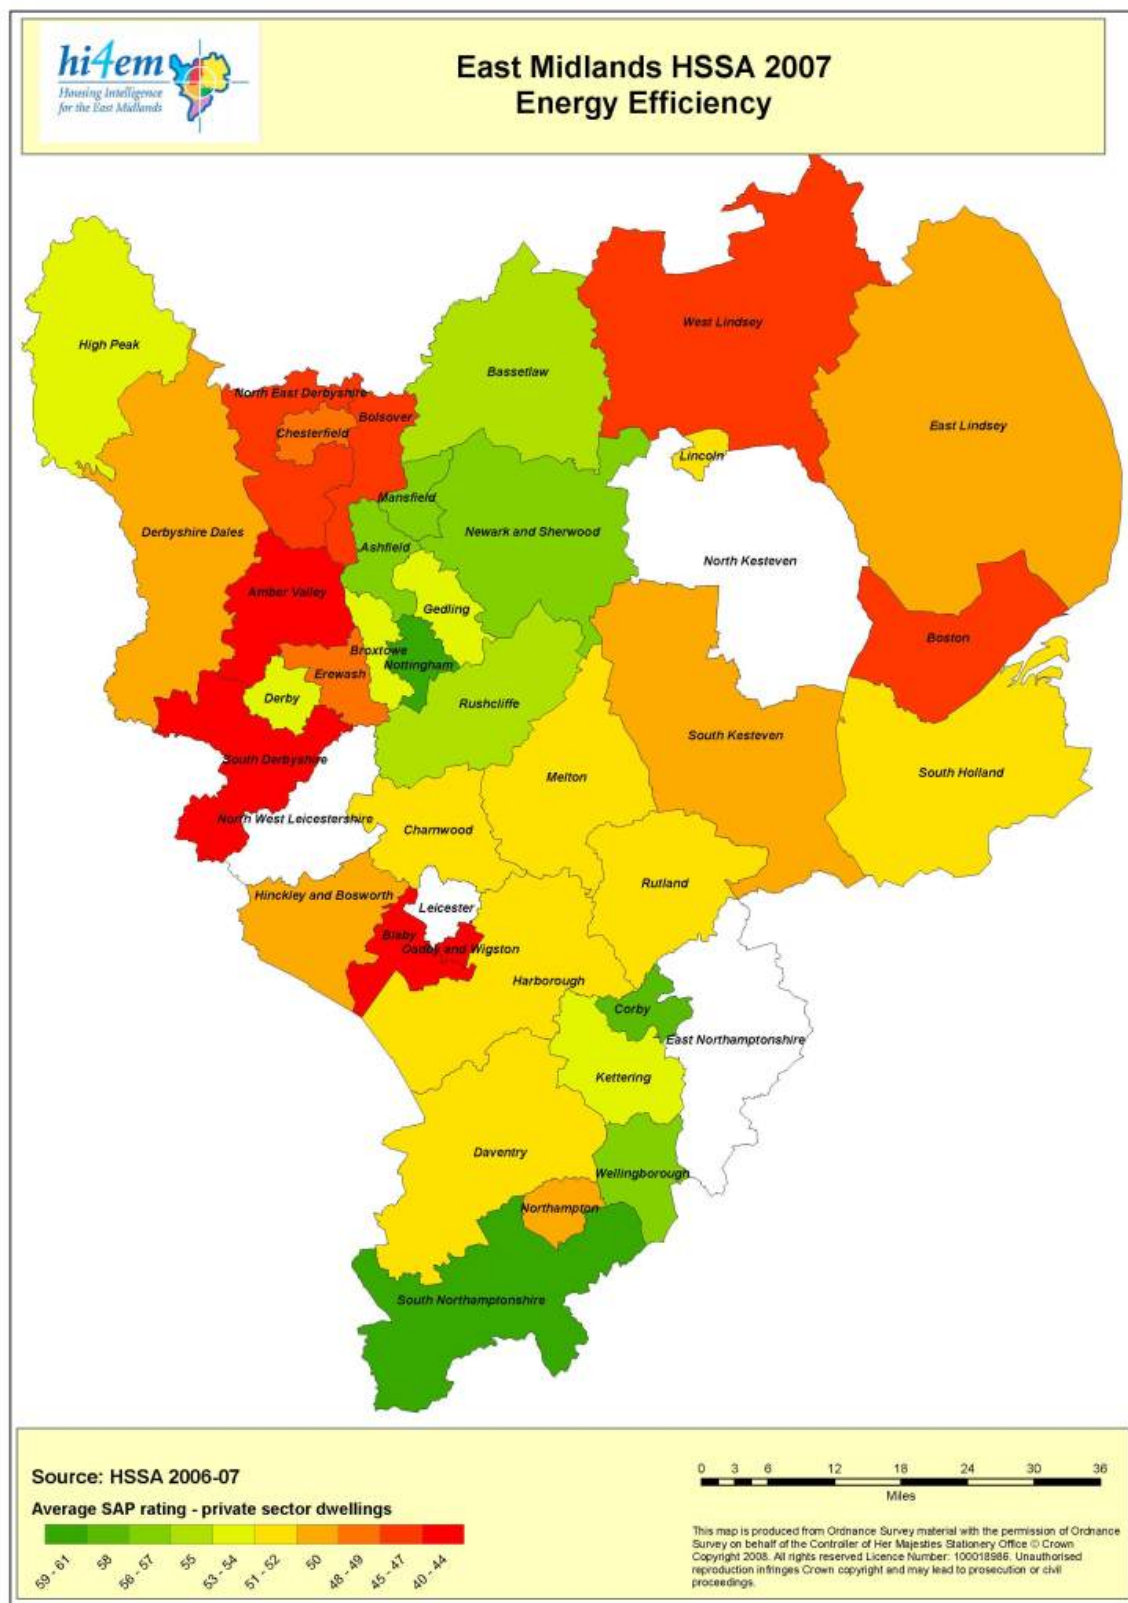 hi4em
Housing Intelligence
for the East Midlands
East Midlands HSSA 2007
Energy Efficiency
High Peak
West Lindsey
Bassetlaw
North East Derbyshire
Bolsover
Chesterfield
East Lindsey
Lincoln
Mansfield
Derbyshire Dales
Newark and Sherwood
Ashfield
North Kesteven
Amber Valley
Gedling
Boston
Broxtowe
Nottingham
Erewash
Derby
Rushcliffe
South Kesteven
South Derbyshire
Melton
South Holland
North West Leicestershire
Charnwood
Rutland
Hinckley and Bosworth
Leicester
Blaby
Oadby and Wigston
Harborough
Corby
East Northamptonshire
Kettering
Daventry
Wellingborough
Northampton
South Northamptonshire
Source: HSSA 2006-07
Average SAP rating - private sector dwellings
59 - 61
58
56 - 57
55
53 - 54
51 - 52
50
48 - 49
45 - 47
40 - 44
0 3 6 12 18 24 30 36
Miles
This map is produced from Ordnance Survey material with the permission of Ordnance
Survey on behalf of the Controller of Her Majesties Stationery Office © Crown
Copyright 2008. All rights reserved Licence Number: 100018986. Unauthorised
reproduction infringes Crown copyright and may lead to prosecution or civil
proceedings.